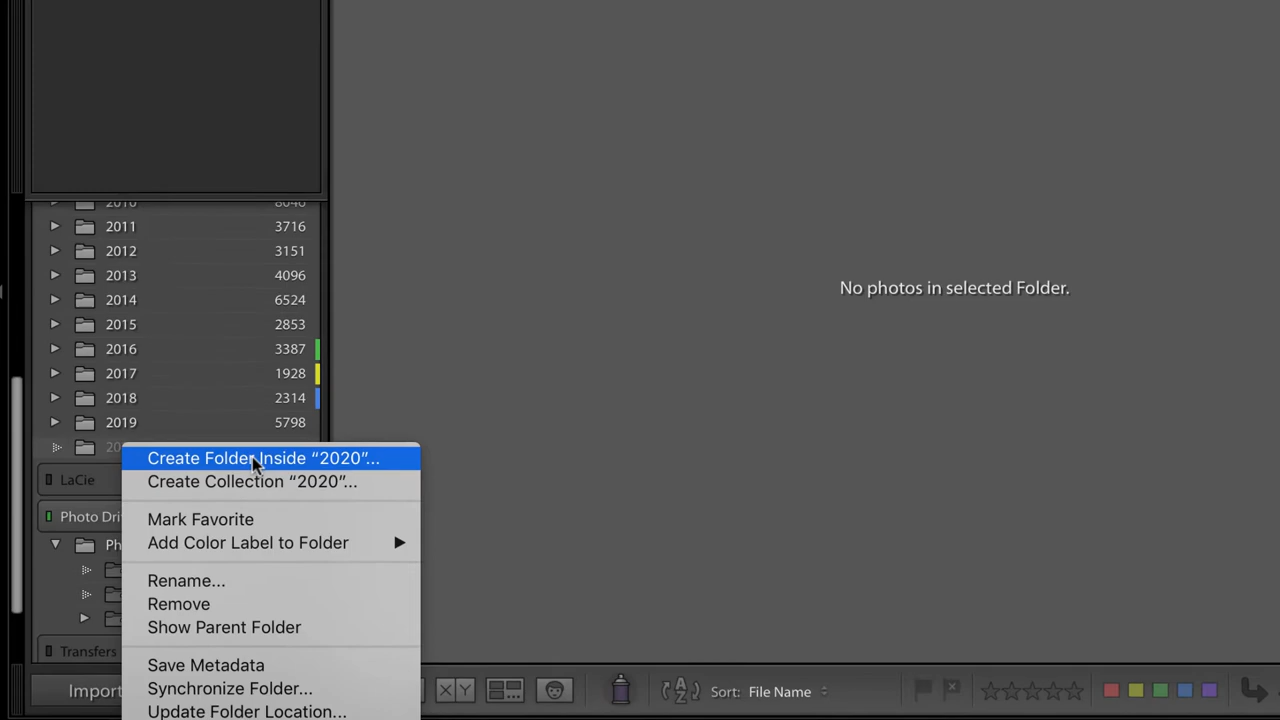 2010 8046
2011 3716
2012 3151
2013 4096
2014 6524
2015 2853
2016 3387
2017 1928
2018 2314
2019 5798
No photos in selected Folder.
Create Folder Inside “2020”...
Create Collection “2020”...
Mark Favorite
Add Color Label to Folder
Rename...
Remove
Show Parent Folder
Save Metadata
Synchronize Folder...
Update Folder Location...
LaCie
Photo Dri
Ph
Transfers
Import
X Y
A Z
Sort: File Name